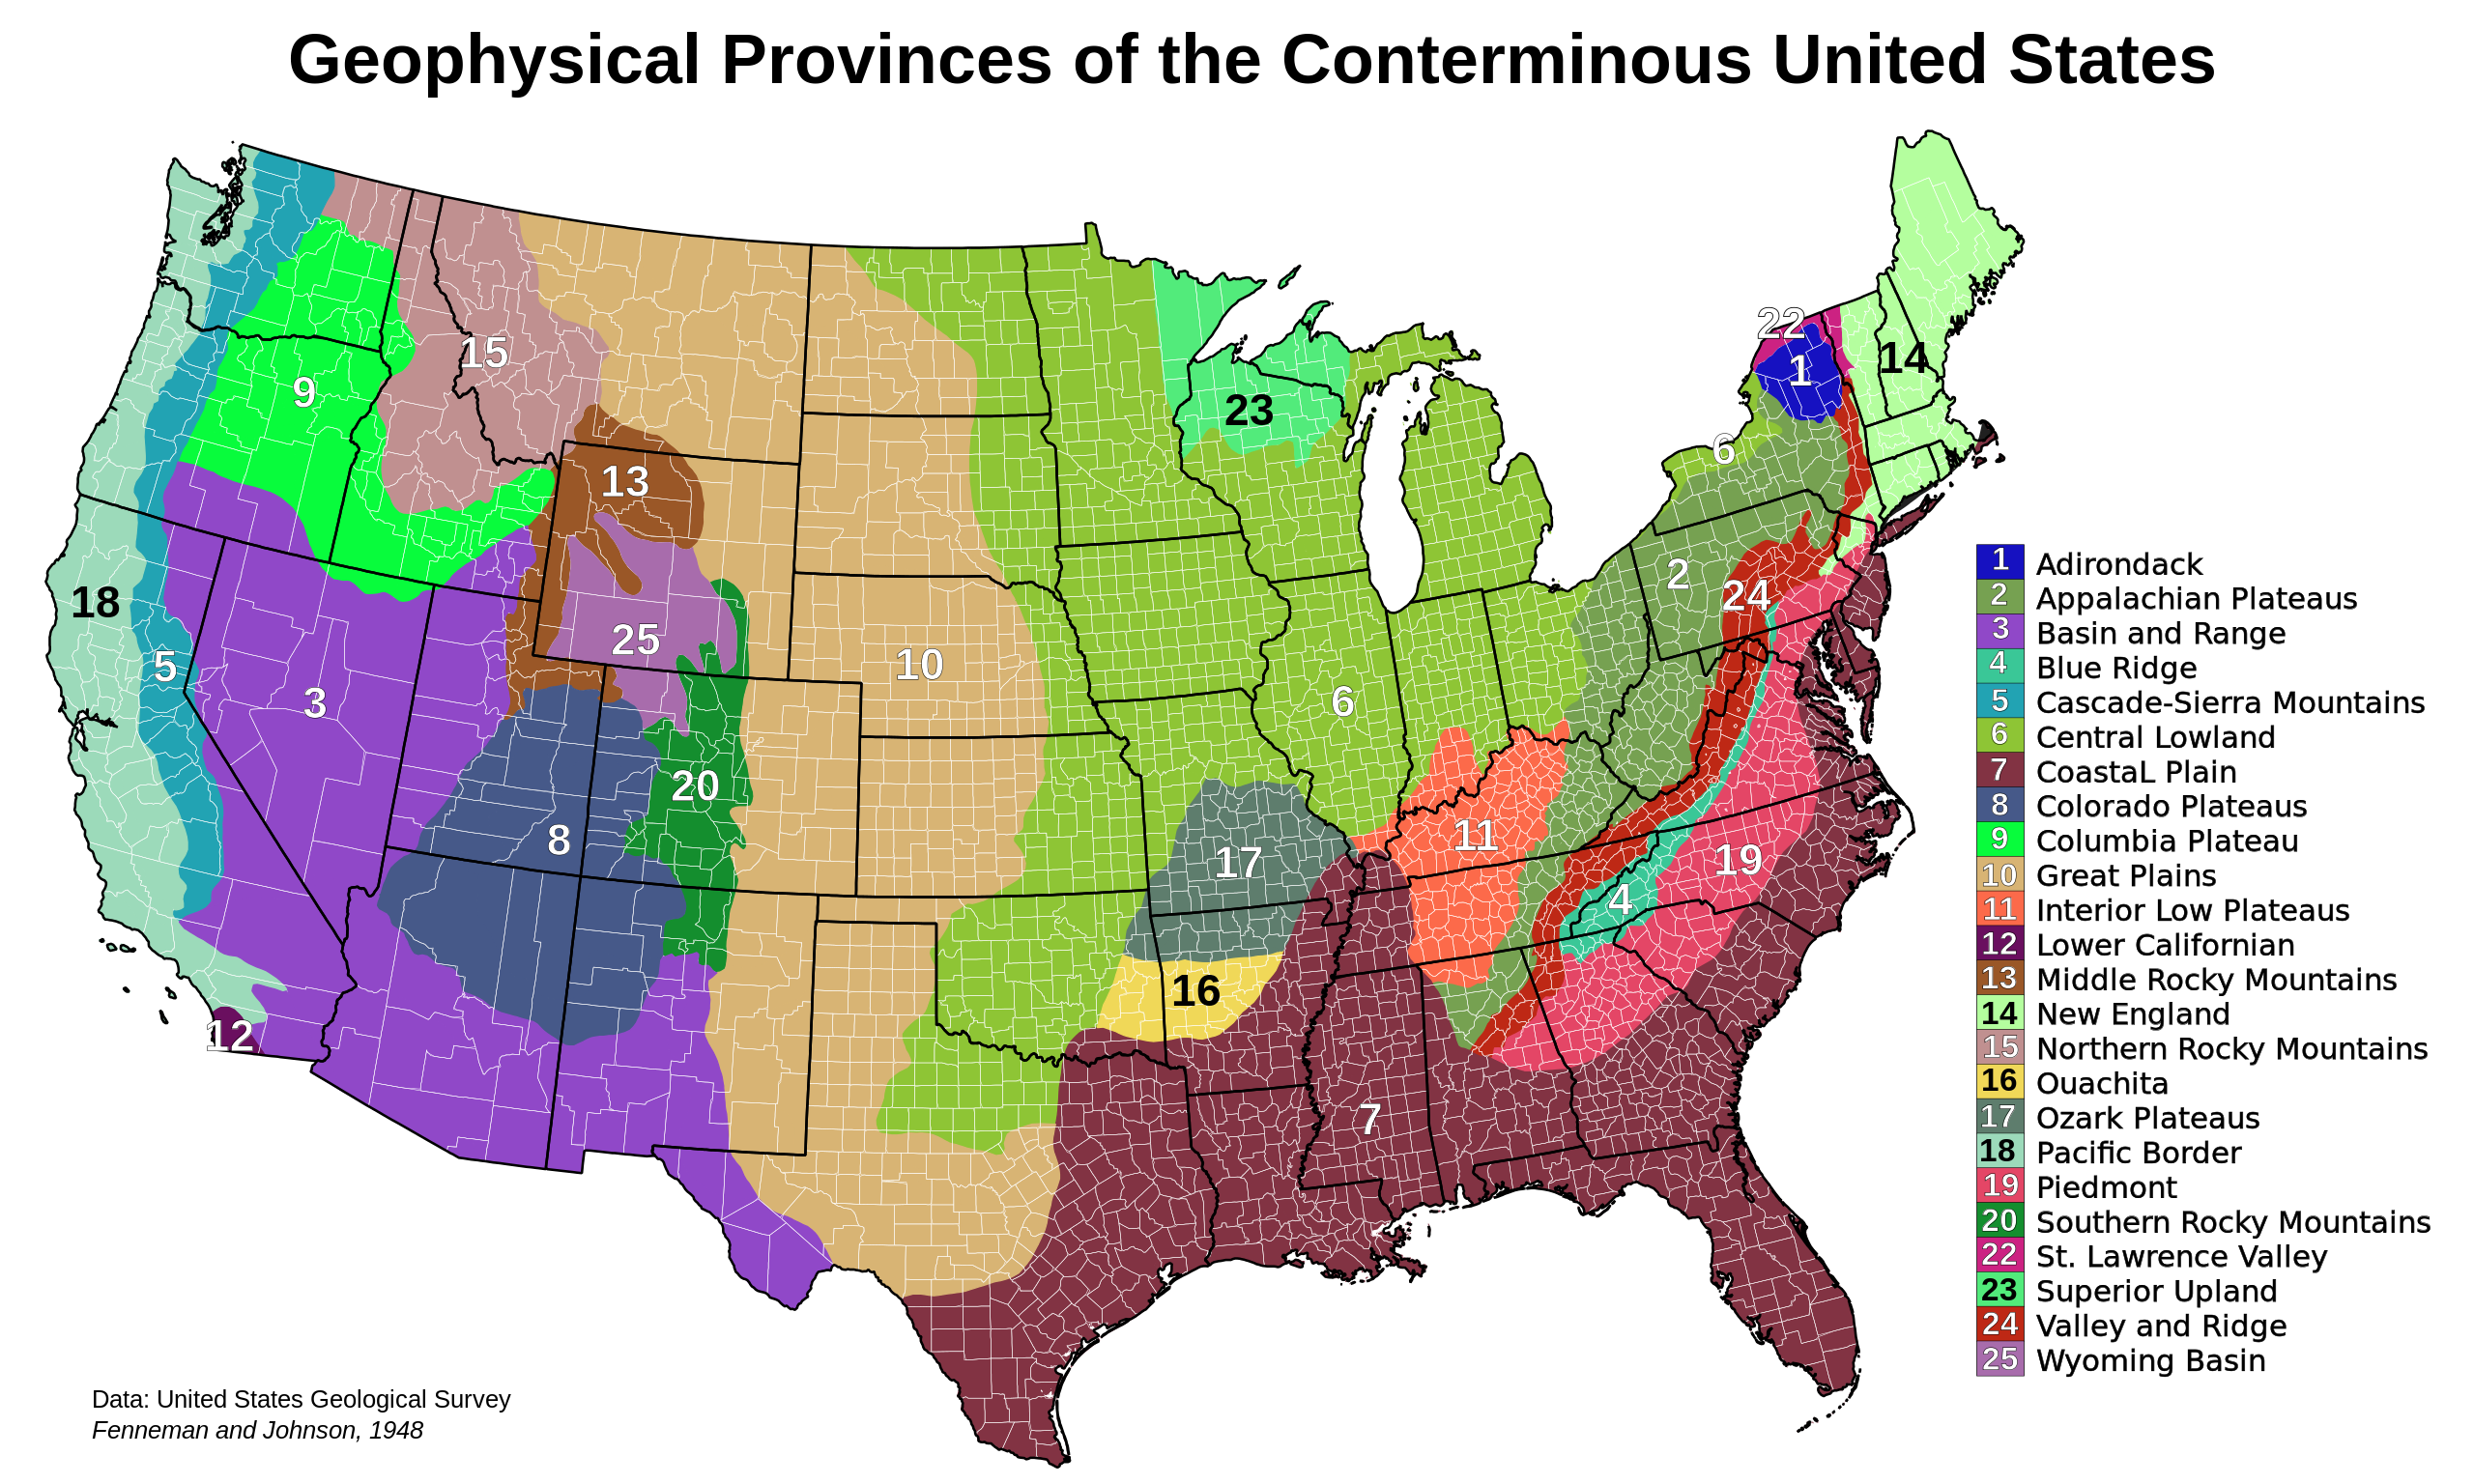 Geophysical Provinces of the Conterminous United States
22
1
14
15
9
23
6
13
2
24
18
25
5
10
3
6
20
8
11
17
19
4
16
12
7
1 Adirondack
2 Appalachian Plateaus
3 Basin and Range
4 Blue Ridge
5 Cascade-Sierra Mountains
6 Central Lowland
7 CoastaL Plain
8 Colorado Plateaus
9 Columbia Plateau
10 Great Plains
11 Interior Low Plateaus
12 Lower Californian
13 Middle Rocky Mountains
14 New England
15 Northern Rocky Mountains
16 Ouachita
17 Ozark Plateaus
18 Pacific Border
19 Piedmont
20 Southern Rocky Mountains
22 St. Lawrence Valley
23 Superior Upland
24 Valley and Ridge
25 Wyoming Basin
Data: United States Geological Survey
Fenneman and Johnson, 1948